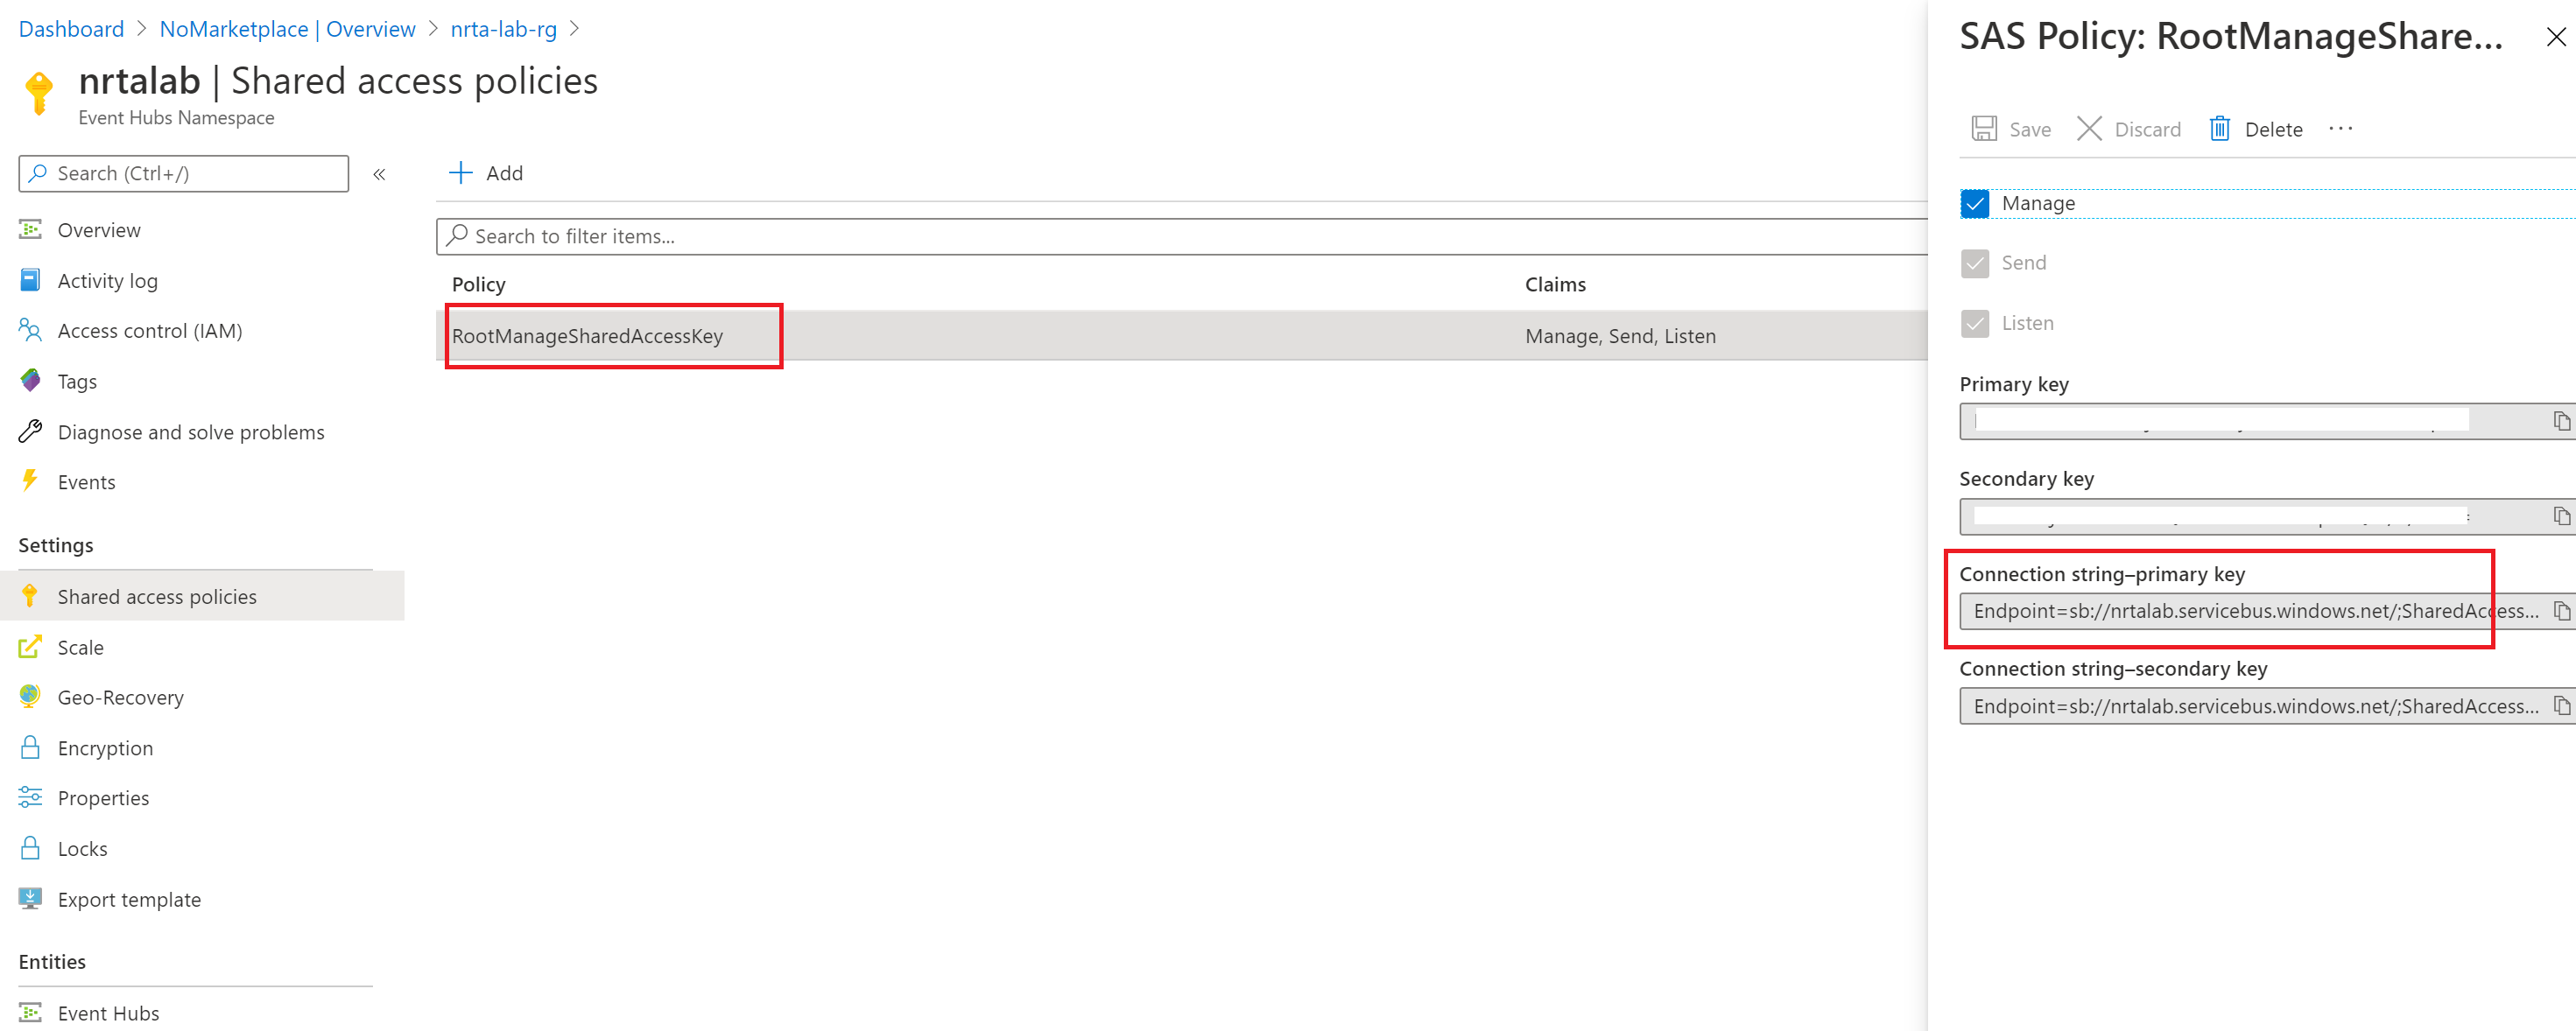 Dashboard > NoMarketplace | Overview > nrta-lab-rg >
nrtalab | Shared access policies
Event Hubs Namespace
Search (Ctrl+/)
«
Overview
Activity log
Access control (IAM)
Tags
Diagnose and solve problems
Events
Settings
Shared access policies
Scale
Geo-Recovery
Encryption
Properties
Locks
Export template
Entities
Event Hubs
+ Add
Search to filter items...
Policy Claims
RootManageSharedAccessKey Manage, Send, Listen
SAS Policy: RootManageShare...
Save Discard Delete ...
Manage
Send
Listen
Primary key
Secondary key
Connection string–primary key
Endpoint=sb://nrtalab.servicebus.windows.net/;SharedAccess...
Connection string–secondary key
Endpoint=sb://nrtalab.servicebus.windows.net/;SharedAccess...